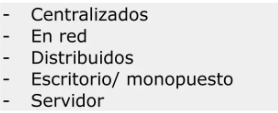 - Centralizados
- En red
- Distribuidos
- Escritorio/ monopuesto
- Servidor